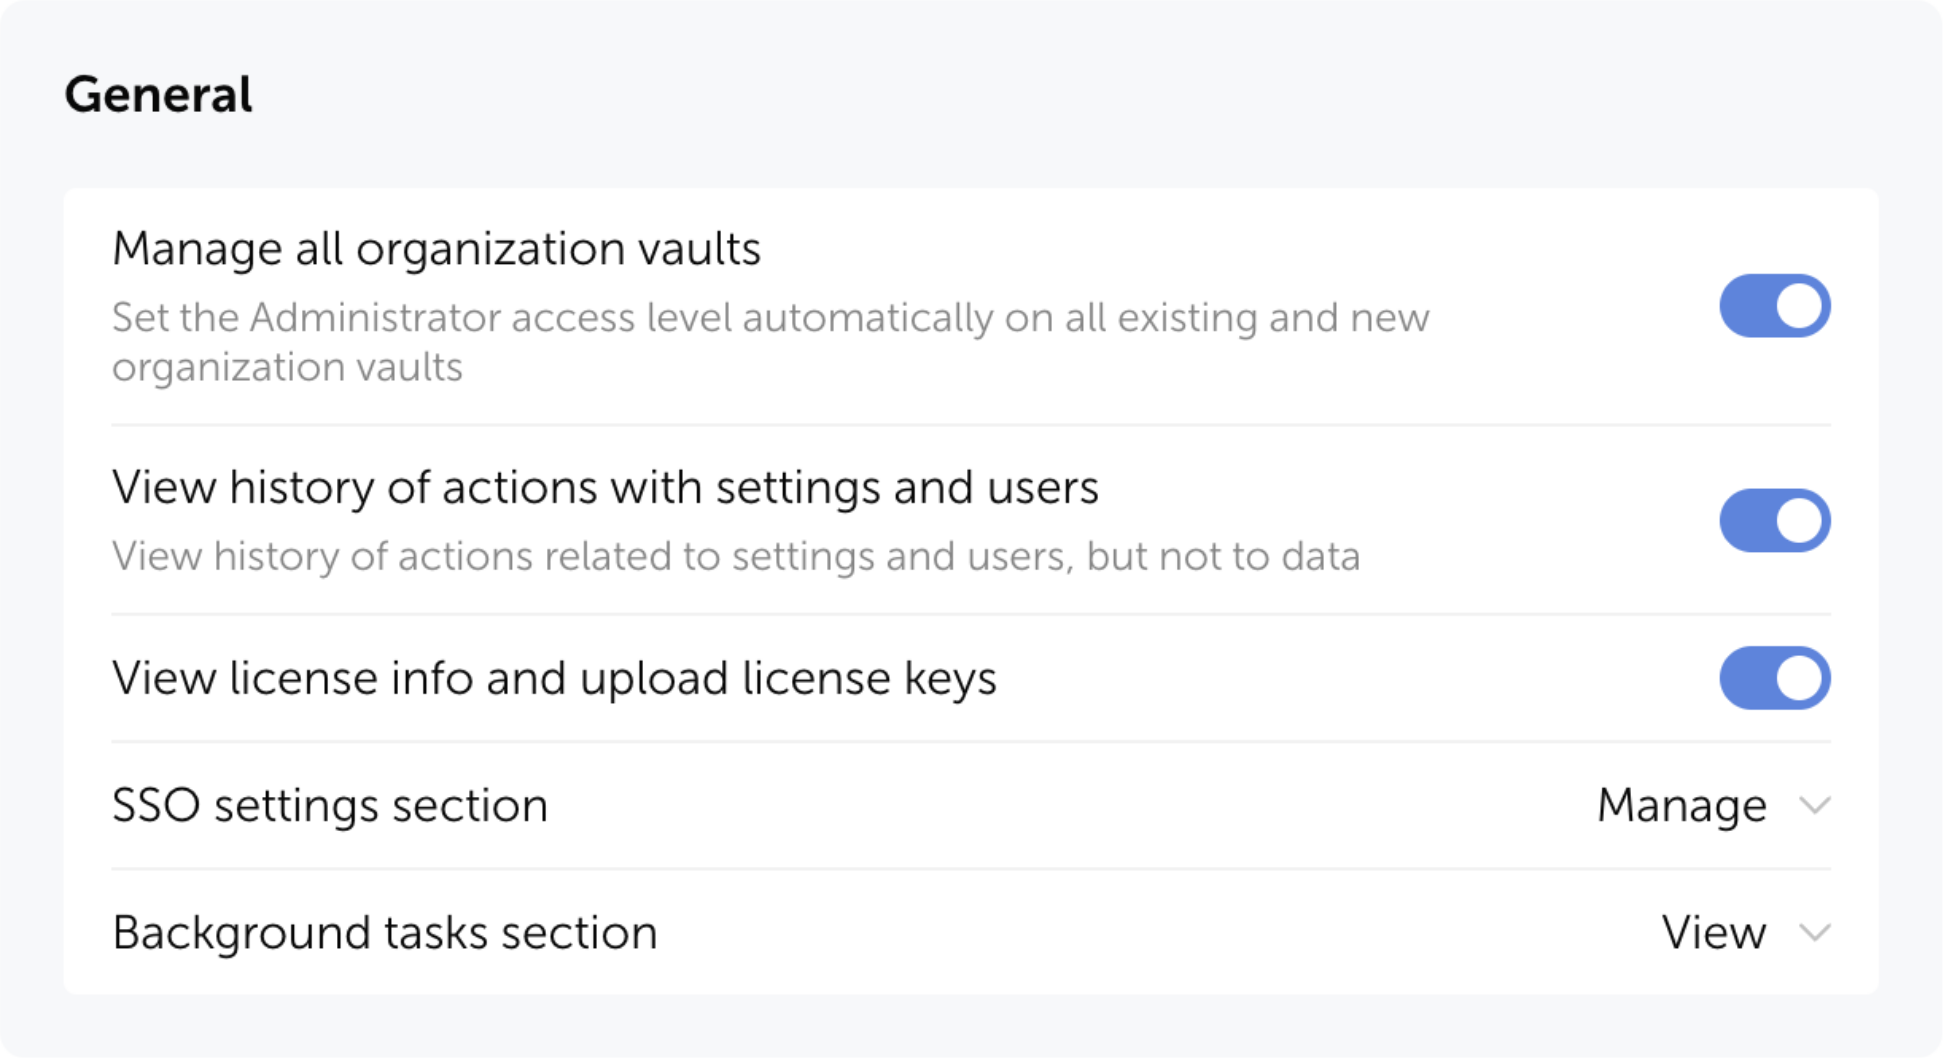 General
Manage all organization vaults
Set the Administrator access level automatically on all existing and new
organization vaults
View history of actions with settings and users
View history of actions related to settings and users, but not to data
View license info and upload license keys
SSO settings section
Manage
Background tasks section
View